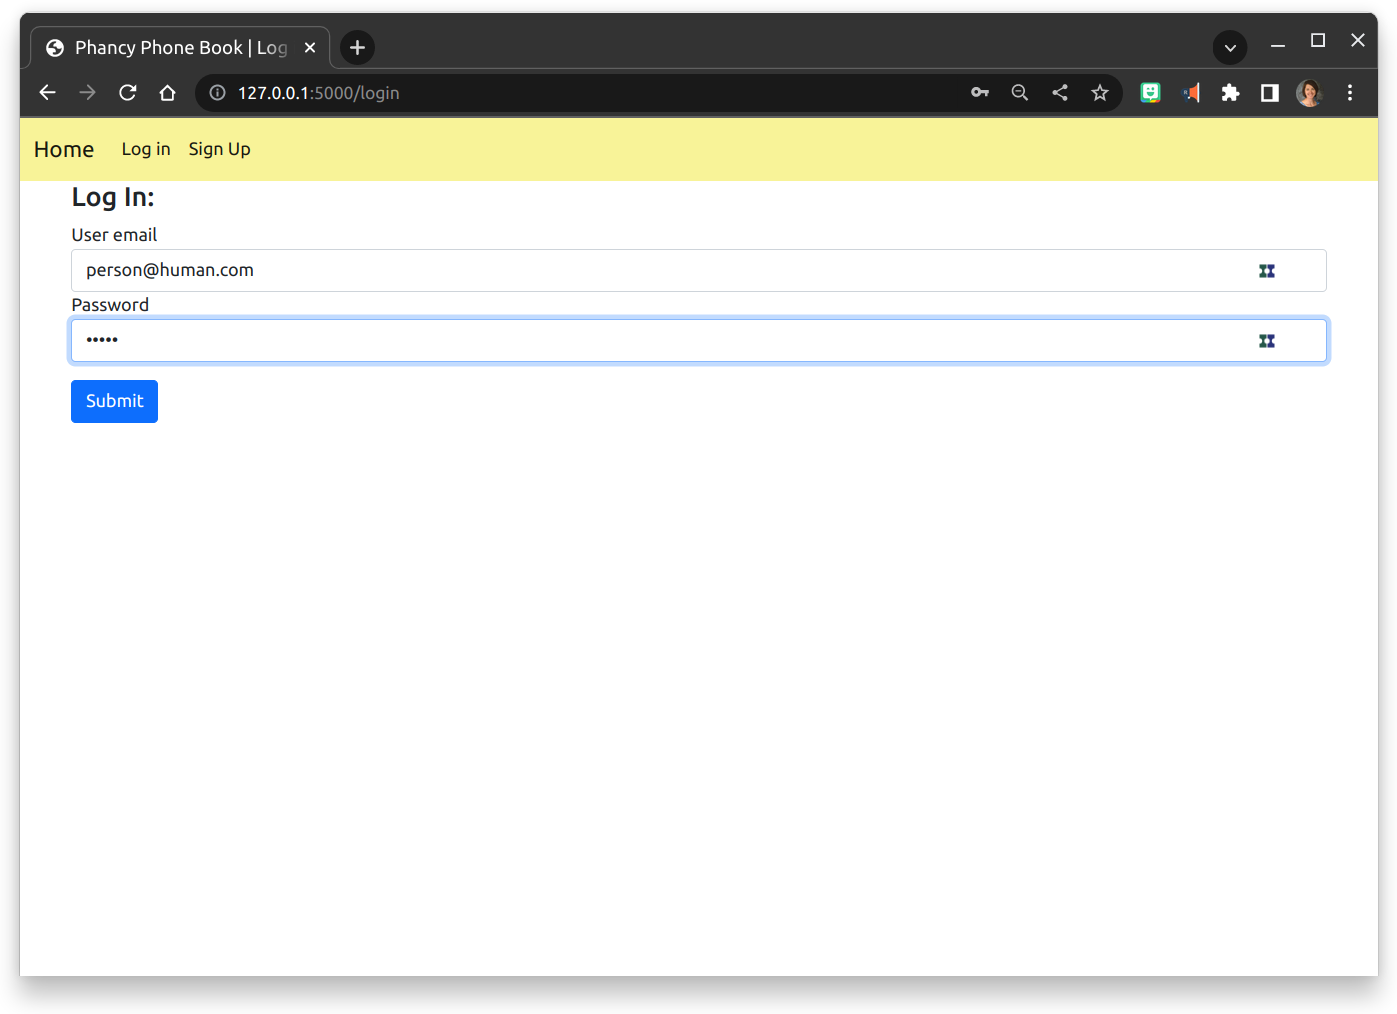 Phancy Phone Book | Log
127.0.0.1:5000/login
Home Log in Sign Up
Log In:
User email
person@human.com
Password
•••••
Submit